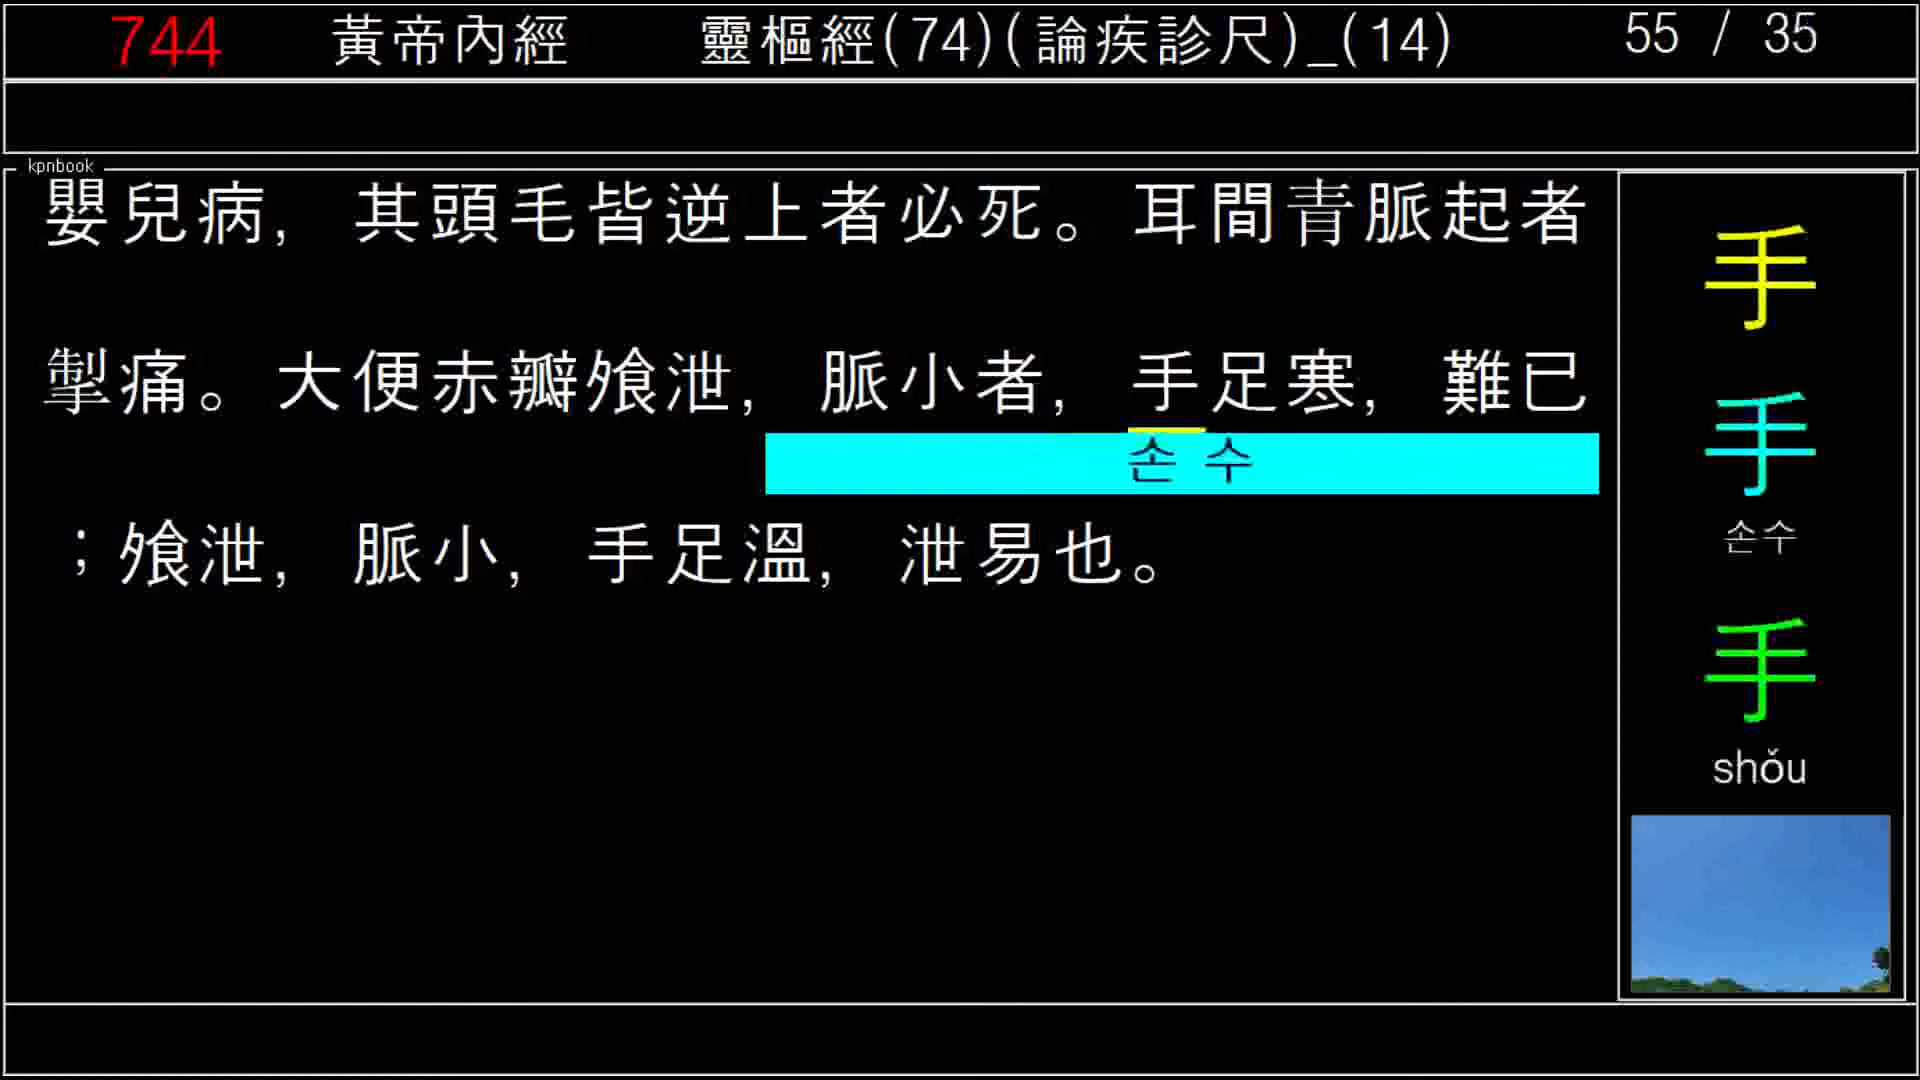 744 黃帝內經 靈樞經(74)(論疾診尺)_(14) 55 / 35
kpnbook
嬰兒病, 其頭毛皆逆上者必死。耳間青脈起者
掣痛。大便赤瓣飧泄, 脈小者, 手足寒, 難已
손 수
;飧泄, 脈小, 手足溫, 泄易也。
手
手
손수
手
shǒu